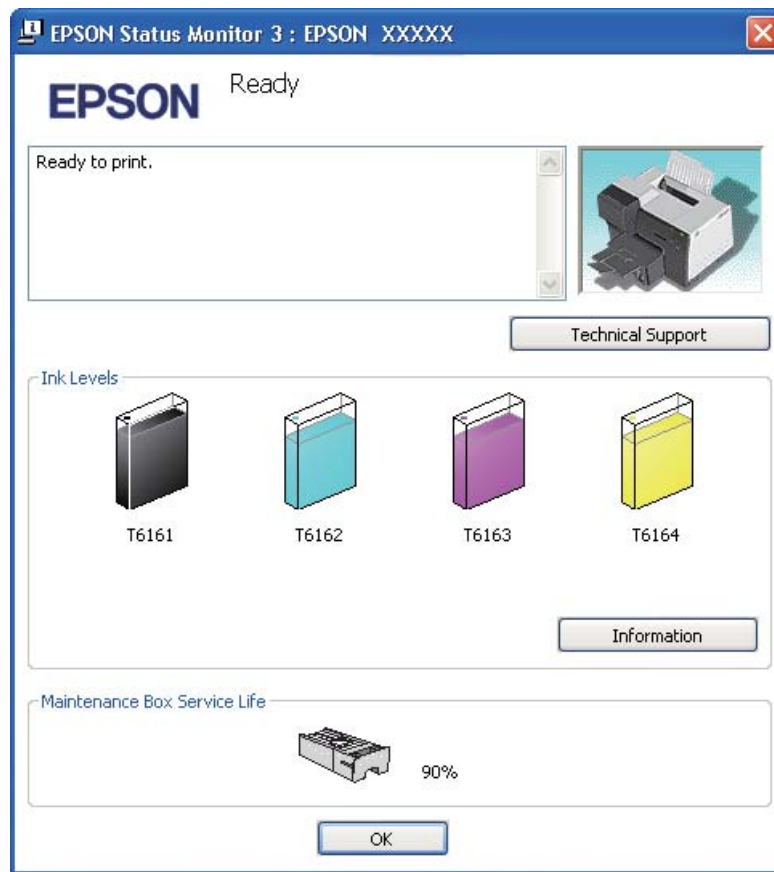 EPSON Status Monitor 3 : EPSON XXXXX
EPSON
Ready
Ready to print.
Technical Support
Ink Levels
T6161 T6162 T6163 T6164
Information
Maintenance Box Service Life
90%
OK